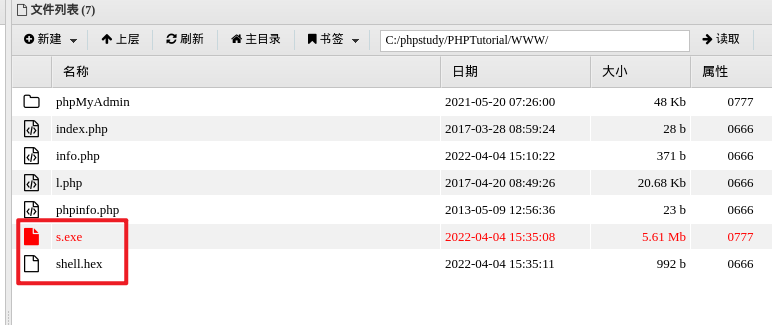 文件列表 (7)
新建 上层 刷新 主目录 书签 C:/phpstudy/PHPTutorial/WWW/ 读取
名称 日期 大小 属性
phpMyAdmin 2021-05-20 07:26:00 48 Kb 0777
index.php 2017-03-28 08:59:24 28 b 0666
info.php 2022-04-04 15:10:22 371 b 0666
l.php 2017-04-20 08:49:26 20.68 Kb 0666
phpinfo.php 2013-05-09 12:56:36 23 b 0666
s.exe 2022-04-04 15:35:08 5.61 Mb 0777
shell.hex 2022-04-04 15:35:11 992 b 0666